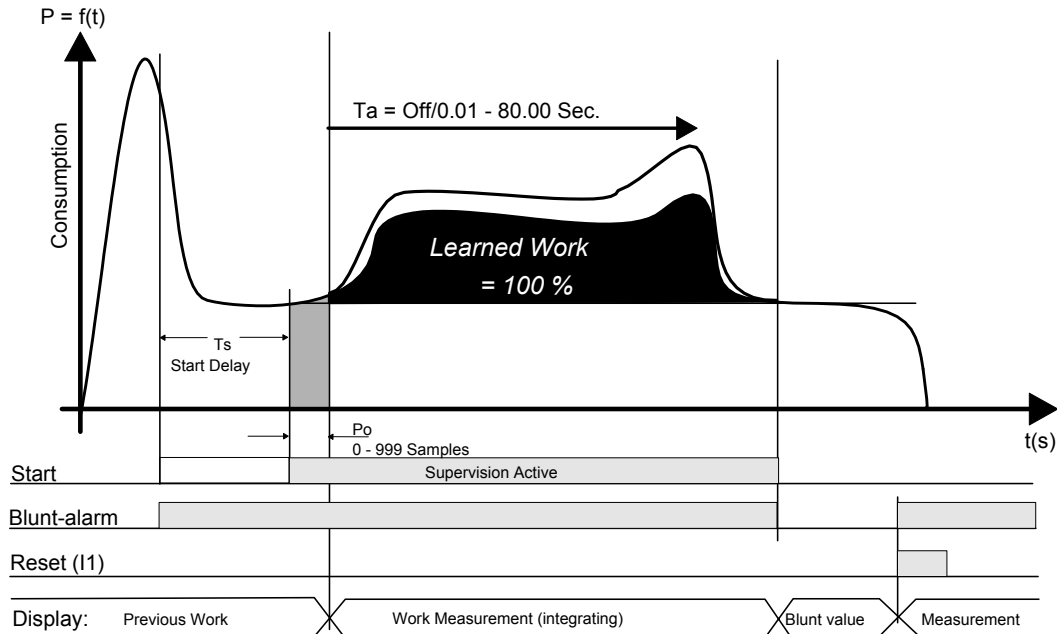 P = f(t)
Consumption
Ta = Off/0.01 - 80.00 Sec.
Learned Work
= 100 %
Ts
Start Delay
Po
0 - 999 Samples
t(s)
Start
Supervision Active
Blunt-alarm
Reset (I1)
Display:
Previous Work
Work Measurement (integrating)
Blunt value
Measurement